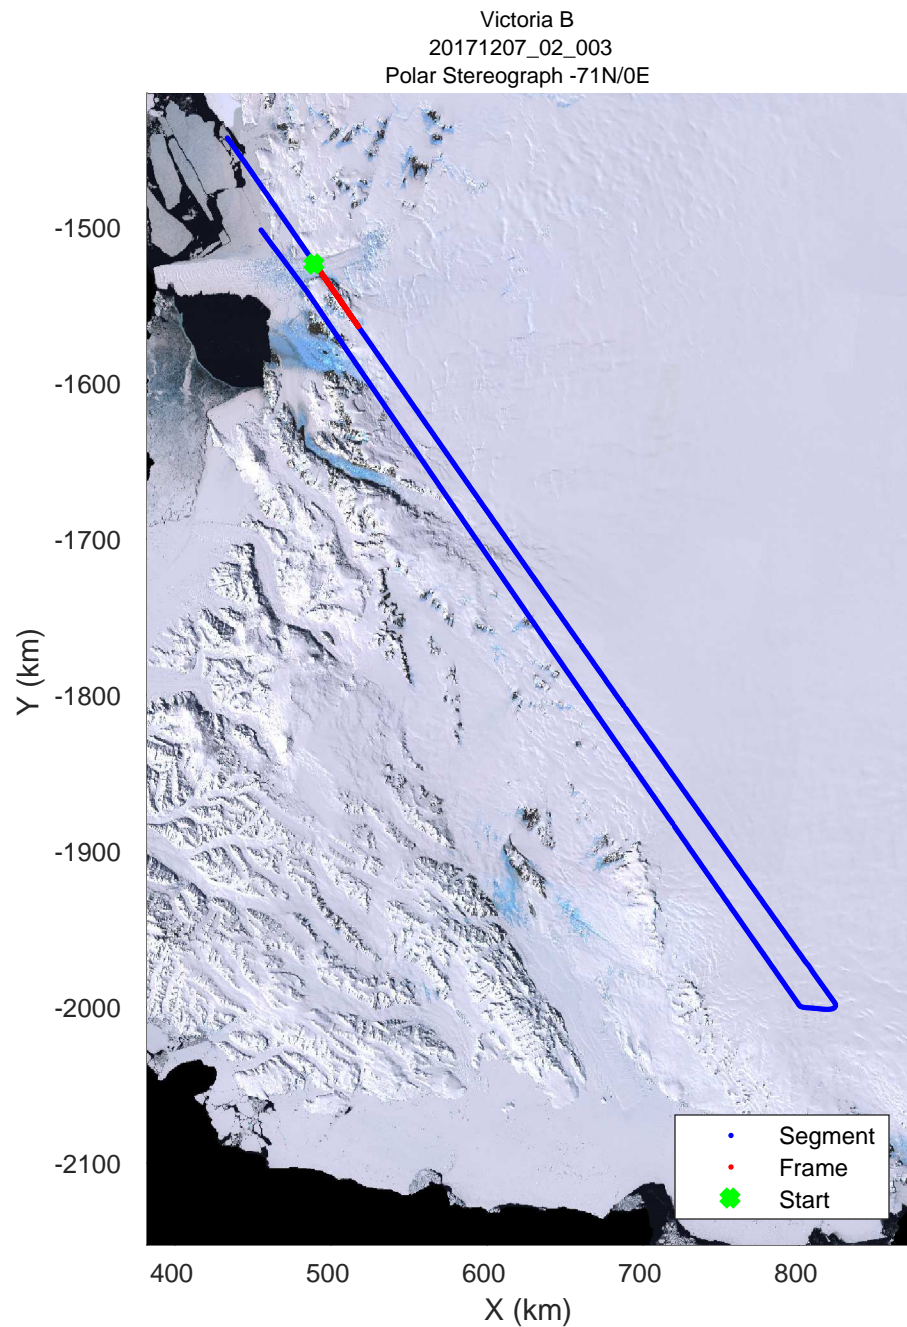 Victoria B
20171207_02_003
Polar Stereograph -71N/0E
-1500
-1600
-1700
-1800
-1900
-2000
-2100
Y (km)
400
500
600
700
800
X (km)
Segment
Frame
Start